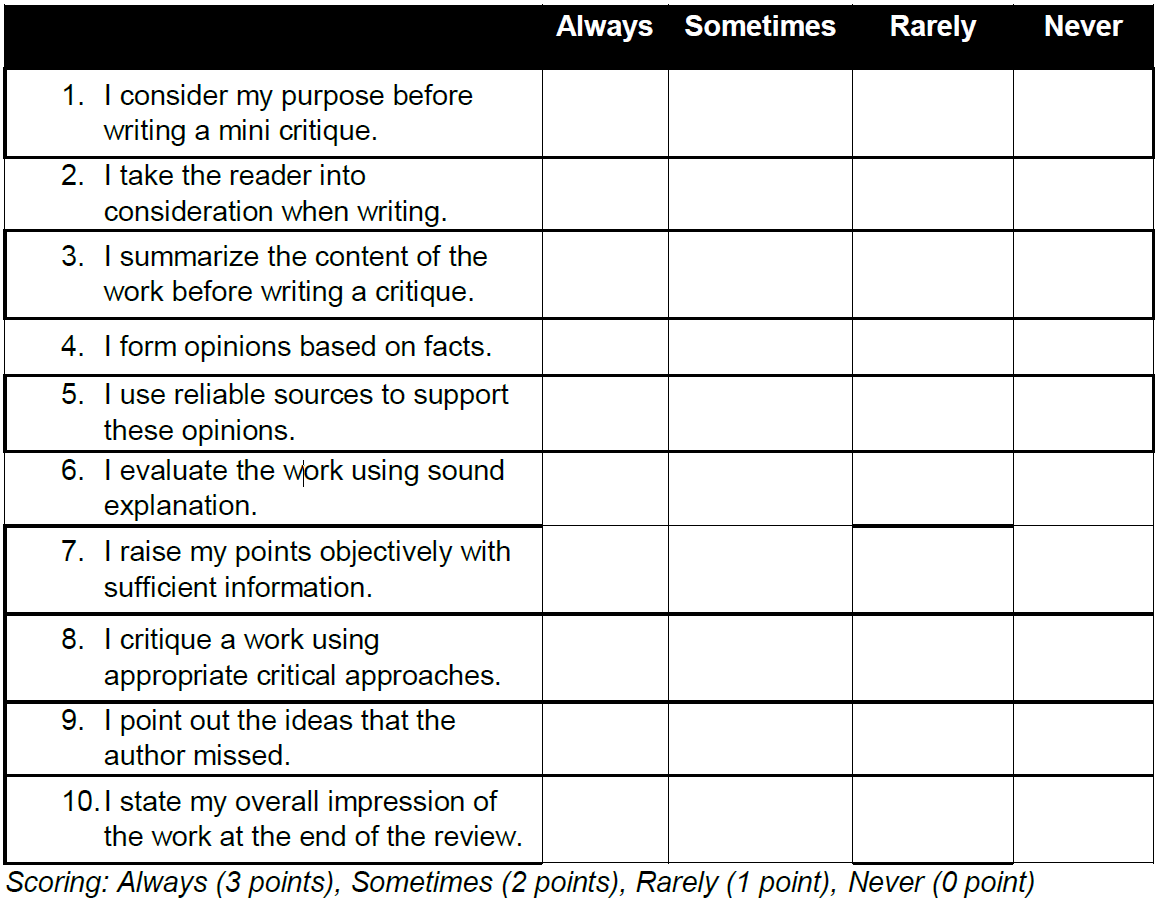 Always Sometimes Rarely Never
1. I consider my purpose before
writing a mini critique.
2. I take the reader into
consideration when writing.
3. I summarize the content of the
work before writing a critique.
4. I form opinions based on facts.
5. I use reliable sources to support
these opinions.
6. I evaluate the work using sound
explanation.
7. I raise my points objectively with
sufficient information.
8. I critique a work using
appropriate critical approaches.
9. I point out the ideas that the
author missed.
10. I state my overall impression of
the work at the end of the review.
Scoring: Always (3 points), Sometimes (2 points), Rarely (1 point), Never (0 point)